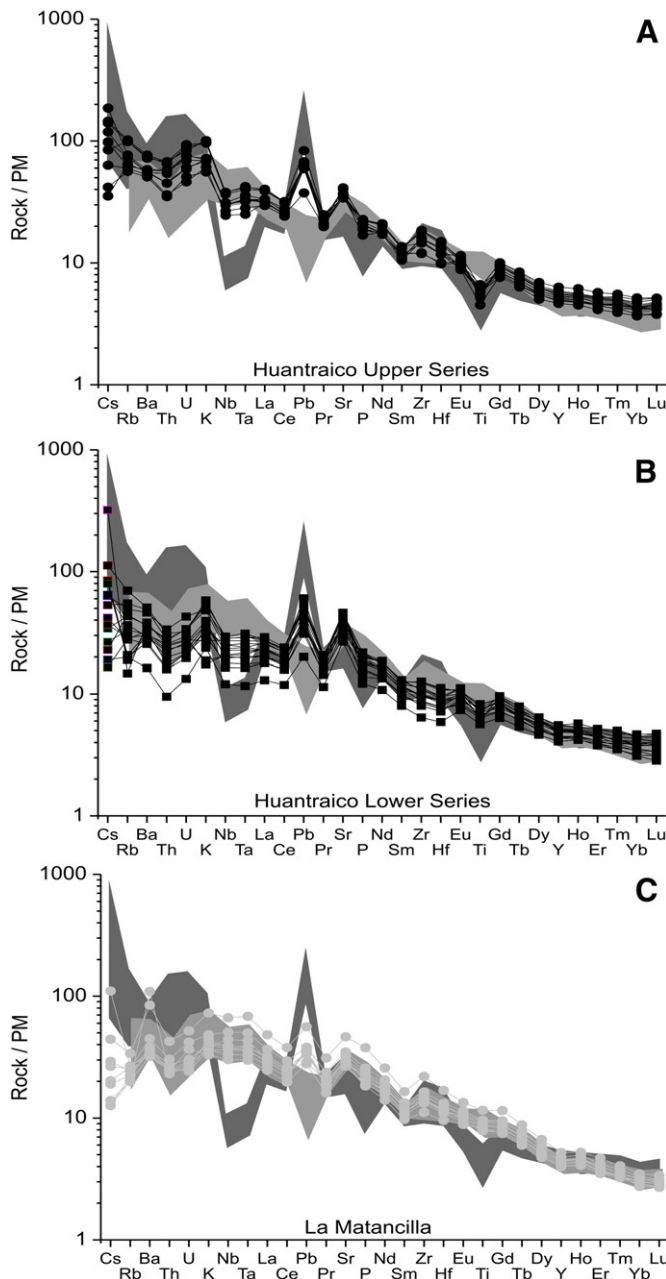 A
1000
100
10
1
Rock / PM
Huantraico Upper Series
Cs Ba U Nb La Pb Sr Nd Zr Eu Gd Dy Ho Tm Lu
Rb Th K Ta Ce Pr P Sm Hf Ti Tb Y Er Yb
B
1000
100
10
1
Rock / PM
Huantraico Lower Series
Cs Ba U Nb La Pb Sr Nd Zr Eu Gd Dy Ho Tm Lu
Rb Th K Ta Ce Pr P Sm Hf Ti Tb Y Er Yb
C
1000
100
10
1
Rock / PM
La Matancilla
Cs Ba U Nb La Pb Sr Nd Zr Eu Gd Dy Ho Tm Lu
Rb Th K Ta Ce Pr P Sm Hf Ti Tb Y Er Yb